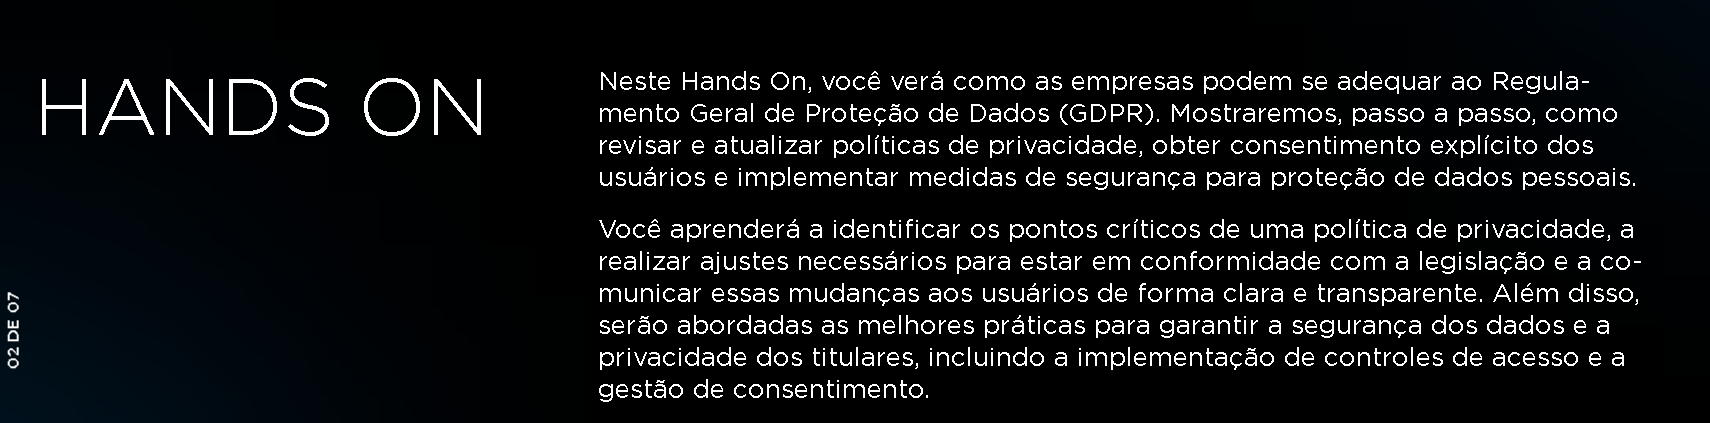 HANDS ON
Neste Hands On, você verá como as empresas podem se adequar ao Regula-
mento Geral de Proteção de Dados (GDPR). Mostraremos, passo a passo, como
revisar e atualizar políticas de privacidade, obter consentimento explícito dos
usuários e implementar medidas de segurança para proteção de dados pessoais.
Você aprenderá a identificar os pontos críticos de uma política de privacidade, a
realizar ajustes necessários para estar em conformidade com a legislação e a co-
municar essas mudanças aos usuários de forma clara e transparente. Além disso,
serão abordadas as melhores práticas para garantir a segurança dos dados e a
privacidade dos titulares, incluindo a implementação de controles de acesso e a
gestão de consentimento.
02 DE 07